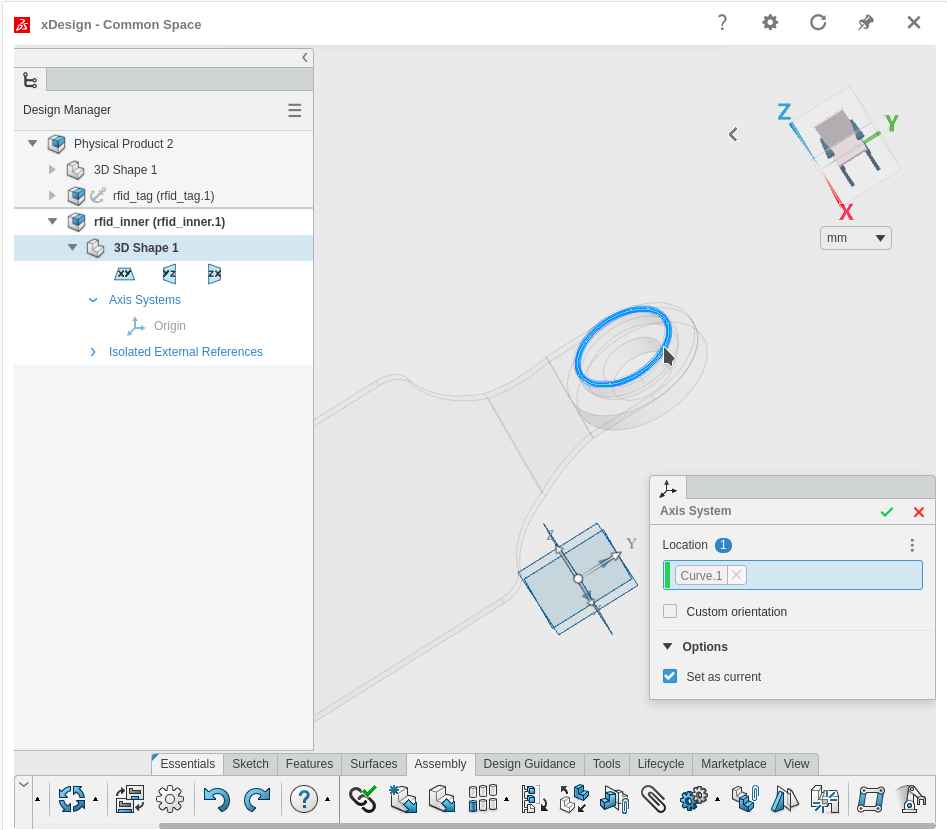 xDesign - Common Space
?
Design Manager
Physical Product 2
3D Shape 1
rfid_tag (rfid_tag.1)
rfid_inner (rfid_inner.1)
3D Shape 1
XY YZ ZX
Axis Systems
Origin
Isolated External References
Z
Y
X
mm
Z
Y
Axis System
Location 1
Curve.1
Custom orientation
Options
Set as current
Essentials Sketch Features Surfaces Assembly Design Guidance Tools Lifecycle Marketplace View
?